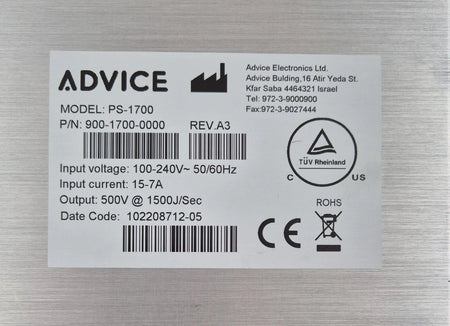 ADVICE
Advice Electronics Ltd.
Advice Bulding,16 Atir Yeda St.
Kfar Saba 4464321 Israel
Tel: 972-3-9000900
Fax:972-3-9027444
MODEL: PS-1700
P/N: 900-1700-0000 REV.A3
Input voltage: 100-240V~ 50/60Hz
Input current: 15-7A
Output: 500V @ 1500J/Sec
Date Code: 102208712-05
TÜV Rheinland
C US
ROHS
CE